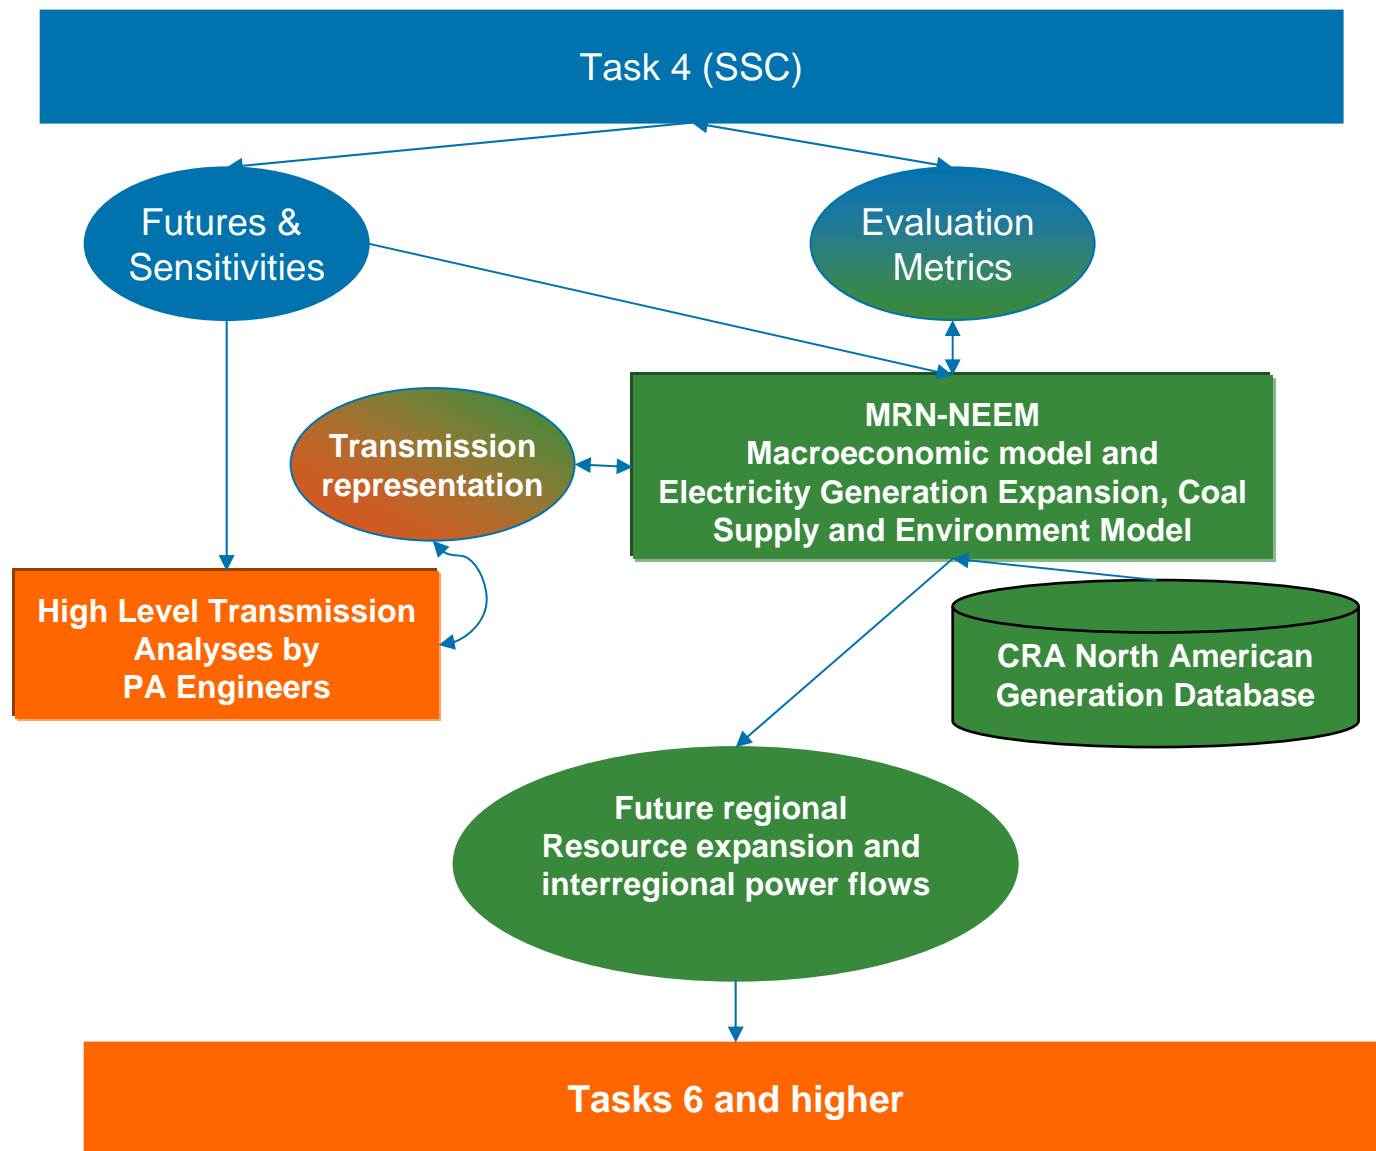 Task 4 (SSC)
Futures &
Sensitivities
Evaluation
Metrics
MRN-NEEM
Macroeconomic model and
Electricity Generation Expansion, Coal
Supply and Environment Model
Transmission
representation
High Level Transmission
Analyses by
PA Engineers
CRA North American
Generation Database
Future regional
Resource expansion and
interregional power flows
Tasks 6 and higher